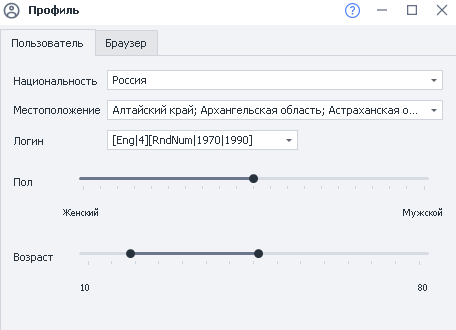 Профиль
Пользователь Браузер
Национальность Россия
Местоположение Алтайский край; Архангельская область; Астраханская о...
Логин [Eng|4][RndNum|1970|1990]
Пол
Женский Мужской
Возраст
10 80